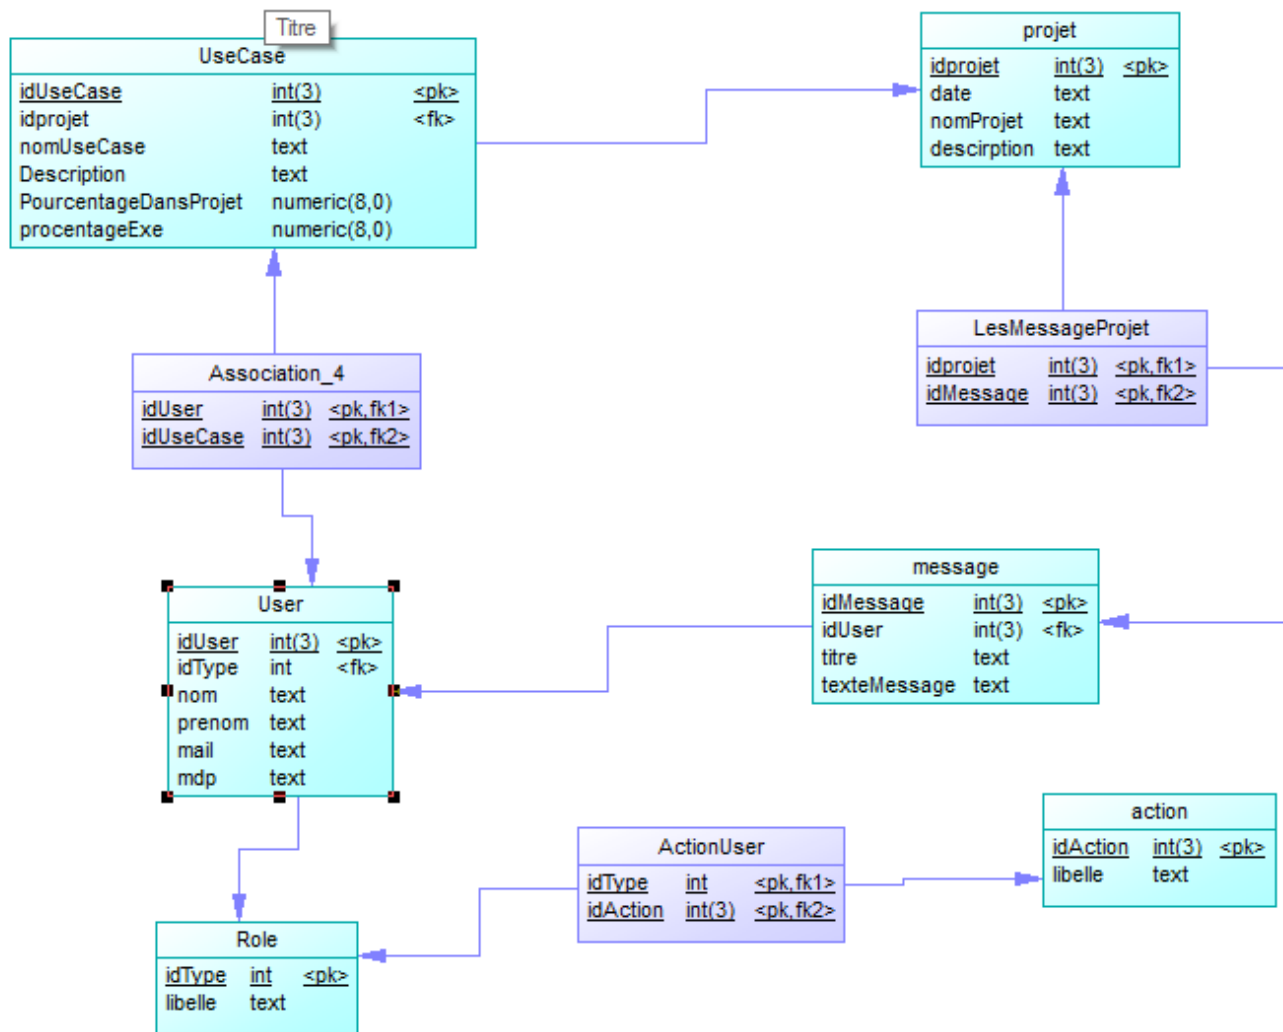 Titre
UseCase
idUseCase int(3) <pk>
idprojet int(3) <fk>
nomUseCase text
Description text
PourcentageDansProjet numeric(8,0)
procentageExe numeric(8,0)
projet
idprojet int(3) <pk>
date text
nomProjet text
descirption text
LesMessageProjet
idprojet int(3) <pk,fk1>
idMessage int(3) <pk,fk2>
Association_4
idUser int(3) <pk,fk1>
idUseCase int(3) <pk,fk2>
User
idUser int(3) <pk>
idType int <fk>
nom text
prenom text
mail text
mdp text
message
idMessage int(3) <pk>
idUser int(3) <fk>
titre text
texteMessage text
action
idAction int(3) <pk>
libelle text
ActionUser
idType int <pk,fk1>
idAction int(3) <pk,fk2>
Role
idType int <pk>
libelle text